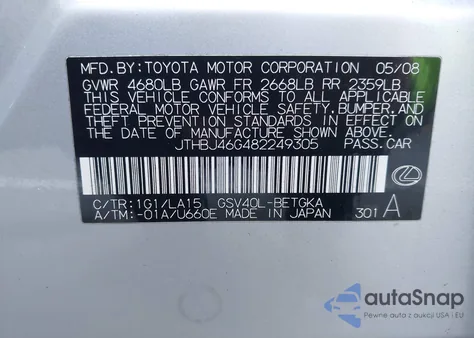 MFD.BY: TOYOTA MOTOR CORPORATION 05/08
GVWR 4680LB GAWR FR 2668LB RR 2359LB
THIS VEHICLE CONFORMS TO ALL APPLICABLE
FEDERAL MOTOR VEHICLE SAFETY, BUMPER, AND
THEFT PREVENTION STANDARDS IN EFFECT ON
THE DATE OF MANUFACTURE SHOWN ABOVE.
JTHBJ46G482249305 PASS.CAR
C/TR:1G1/LA15 GSV40L-BETGKA
A/TM:-01A/U660E MADE IN JAPAN 301 A
autoSnap
Pewne auta z aukcji USA i EU